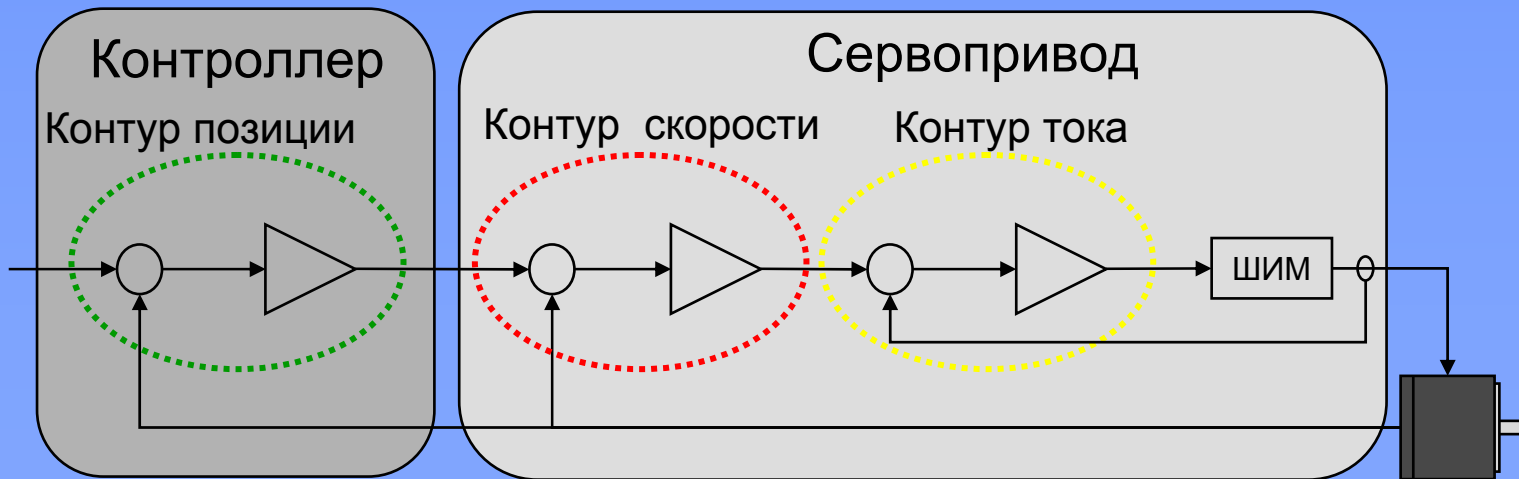 Контроллер
Сервопривод
Контур позиции
Контур скорости
Контур тока
ШИМ